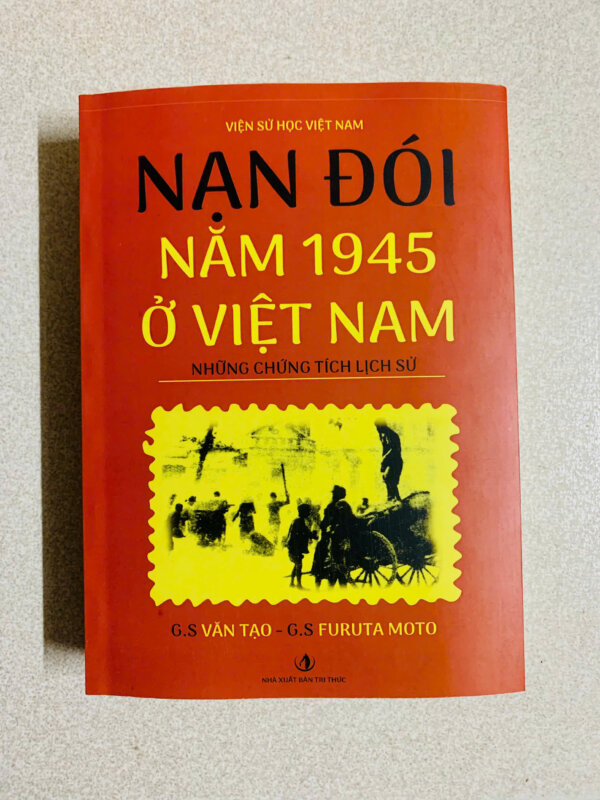 VIỆN SỬ HỌC VIỆT NAM
NẠN ĐÓI
NĂM 1945
Ở VIỆT NAM
NHỮNG CHỨNG TÍCH LỊCH SỬ
G.S VĂN TẠO - G.S FURUTA MOTO
NHÀ XUẤT BẢN TRI THỨC